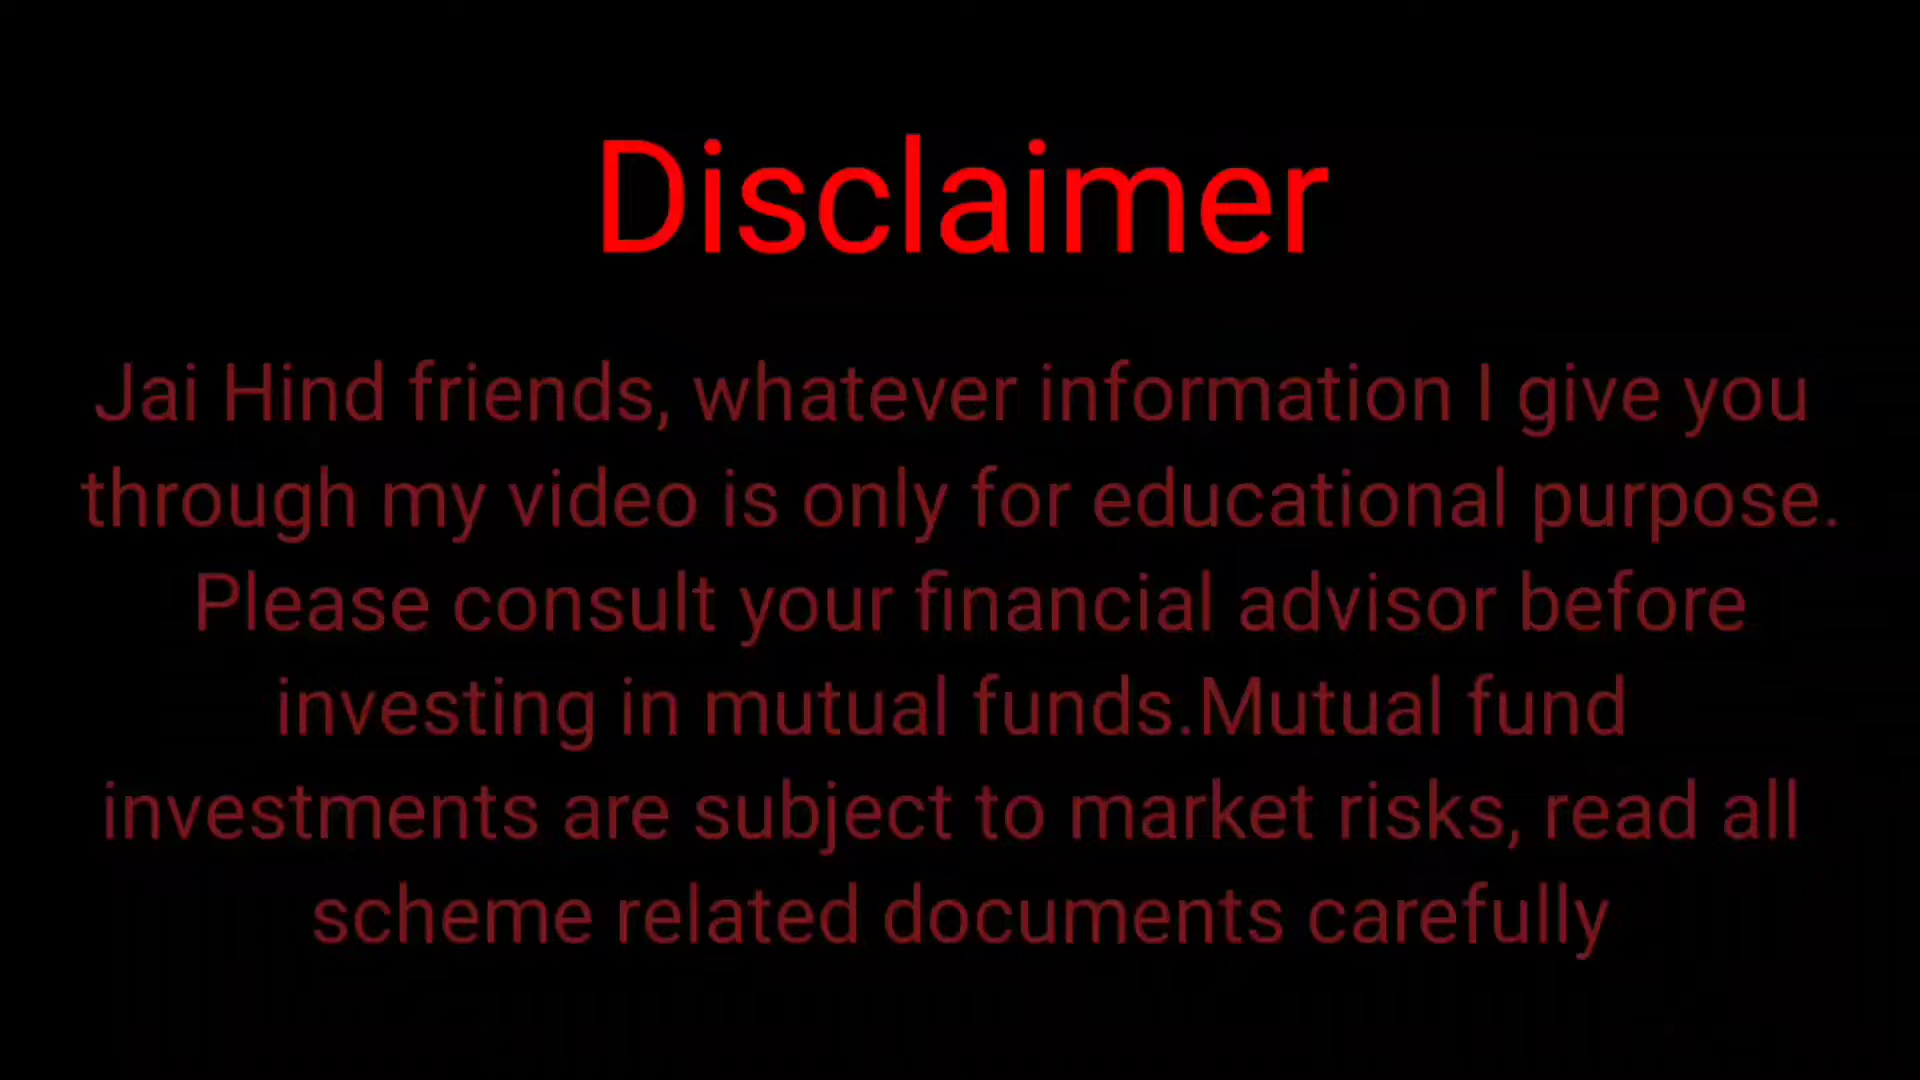 Disclaimer
Jai Hind friends, whatever information I give you
through my video is only for educational purpose.
Please consult your financial advisor before
investing in mutual funds.Mutual fund
investments are subject to market risks, read all
scheme related documents carefully